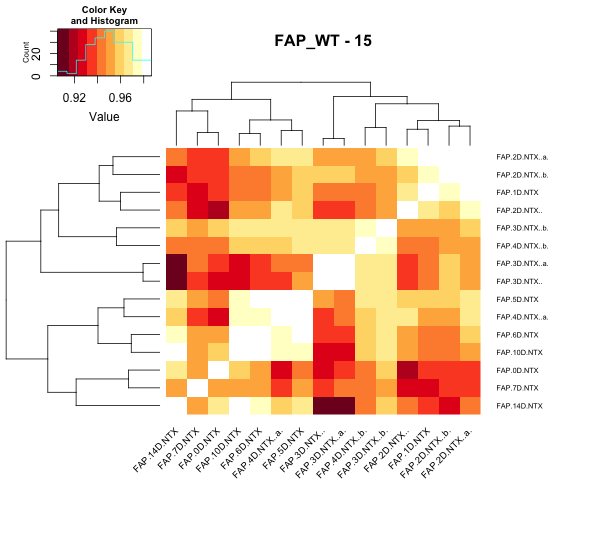 Color Key
and Histogram
Count
0
20
0.92
0.96
Value
FAP_WT - 15
FAP.2D.NTX..a.
FAP.2D.NTX..b.
FAP.1D.NTX
FAP.2D.NTX..
FAP.3D.NTX..b.
FAP.4D.NTX..b.
FAP.3D.NTX..a.
FAP.3D.NTX..
FAP.5D.NTX
FAP.4D.NTX..a.
FAP.6D.NTX
FAP.10D.NTX
FAP.0D.NTX
FAP.7D.NTX
FAP.14D.NTX
FAP.14D.NTX
FAP.7D.NTX
FAP.0D.NTX
FAP.10D.NTX
FAP.6D.NTX
FAP.4D.NTX..a.
FAP.5D.NTX
FAP.3D.NTX..
FAP.3D.NTX..a.
FAP.4D.NTX..b.
FAP.3D.NTX..b.
FAP.2D.NTX..
FAP.1D.NTX
FAP.2D.NTX..b.
FAP.2D.NTX..a.